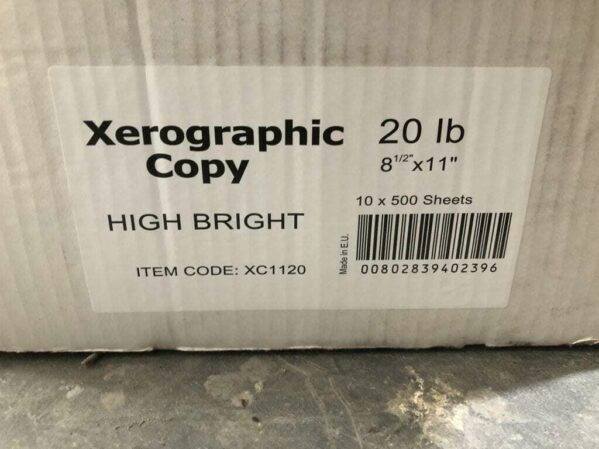 Xerographic
Copy
20 lb
8 1/2"x11"
HIGH BRIGHT
10 x 500 Sheets
Made in E.U.
ITEM CODE: XC1120
00802839402396